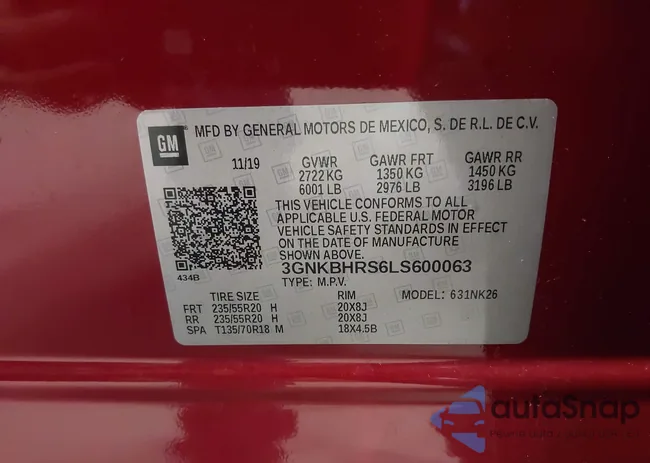 GM
MFD BY GENERAL MOTORS DE MEXICO, S. DE R.L. DE C.V.
11/19 GVWR GAWR FRT GAWR RR
2722 KG 1350 KG 1450 KG
6001 LB 2976 LB 3196 LB
THIS VEHICLE CONFORMS TO ALL
APPLICABLE U.S. FEDERAL MOTOR
VEHICLE SAFETY STANDARDS IN EFFECT
ON THE DATE OF MANUFACTURE
SHOWN ABOVE.
434B 3GNKBHRS6LS600063
TYPE: M.P.V.
TIRE SIZE RIM MODEL: 631NK26
FRT 235/55R20 H 20X8J
RR 235/55R20 H 20X8J
SPA T135/70R18 M 18X4.5B
autoSnap